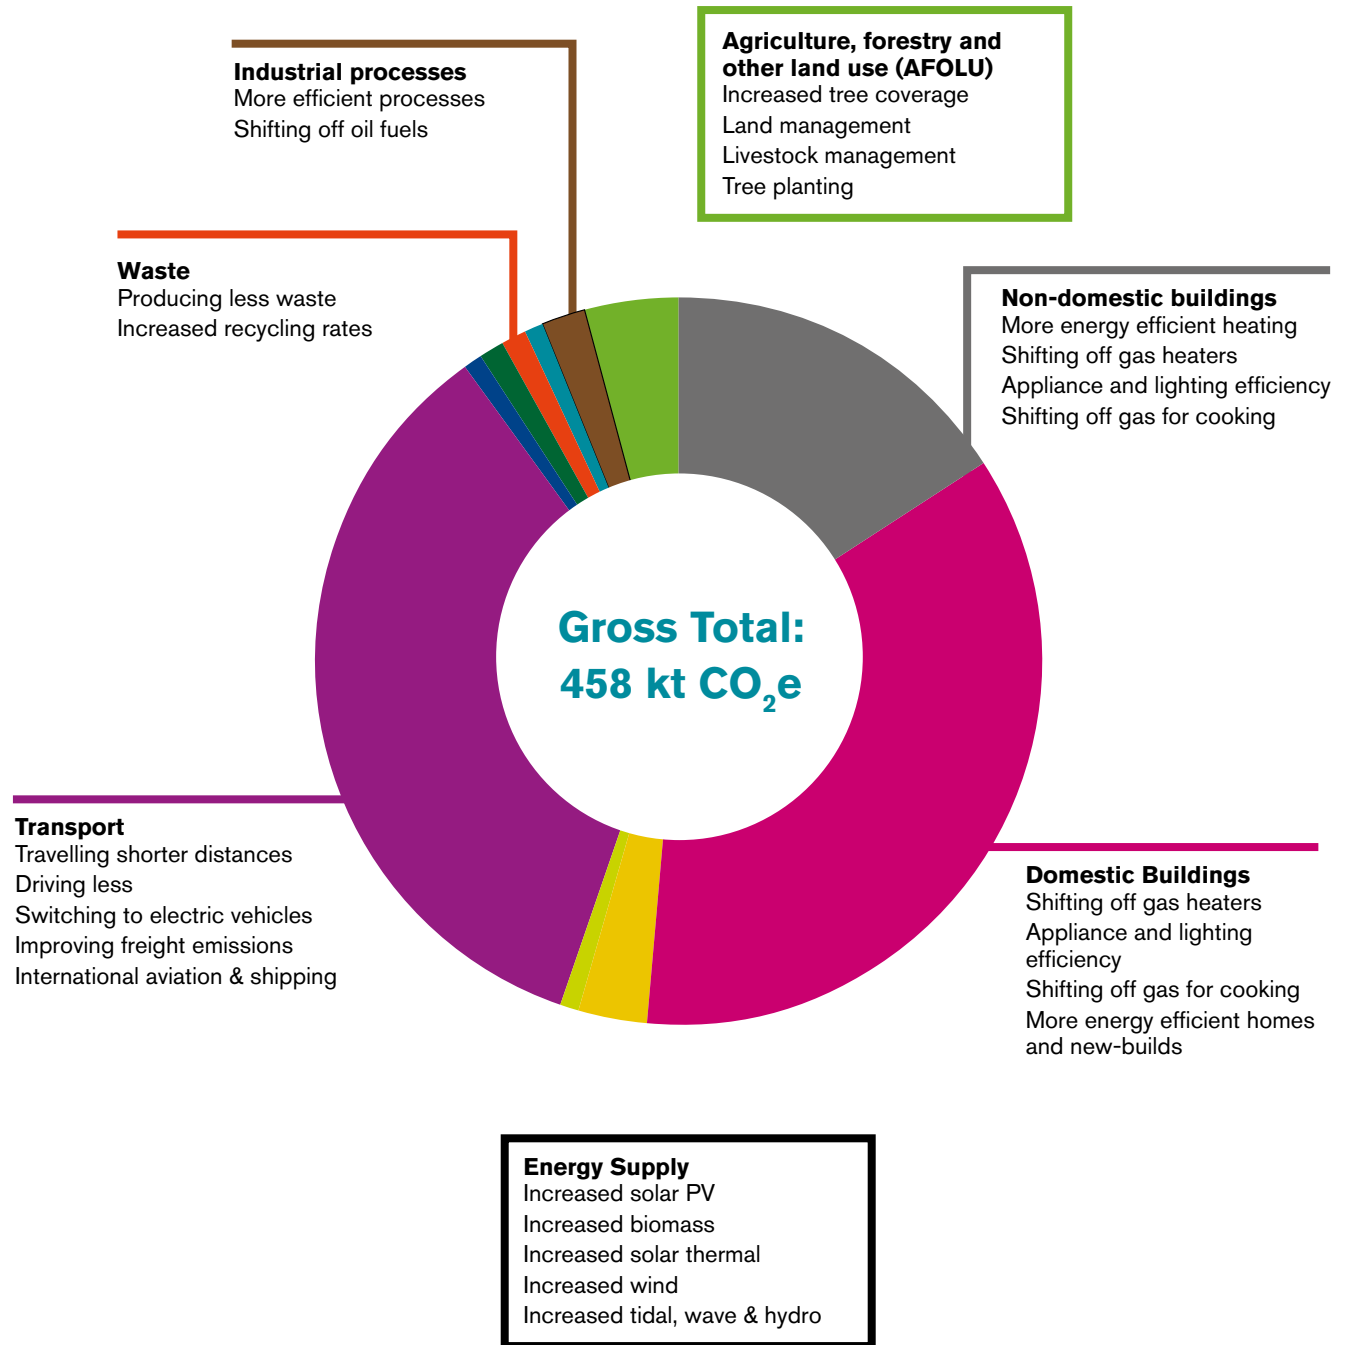 Industrial processes
More efficient processes
Shifting off oil fuels
Agriculture, forestry and
other land use (AFOLU)
Increased tree coverage
Land management
Livestock management
Tree planting
Waste
Producing less waste
Increased recycling rates
Non-domestic buildings
More energy efficient heating
Shifting off gas heaters
Appliance and lighting efficiency
Shifting off gas for cooking
Gross Total:
458 kt CO₂e
Transport
Travelling shorter distances
Driving less
Switching to electric vehicles
Improving freight emissions
International aviation & shipping
Domestic Buildings
Shifting off gas heaters
Appliance and lighting
efficiency
Shifting off gas for cooking
More energy efficient homes
and new-builds
Energy Supply
Increased solar PV
Increased biomass
Increased solar thermal
Increased wind
Increased tidal, wave & hydro